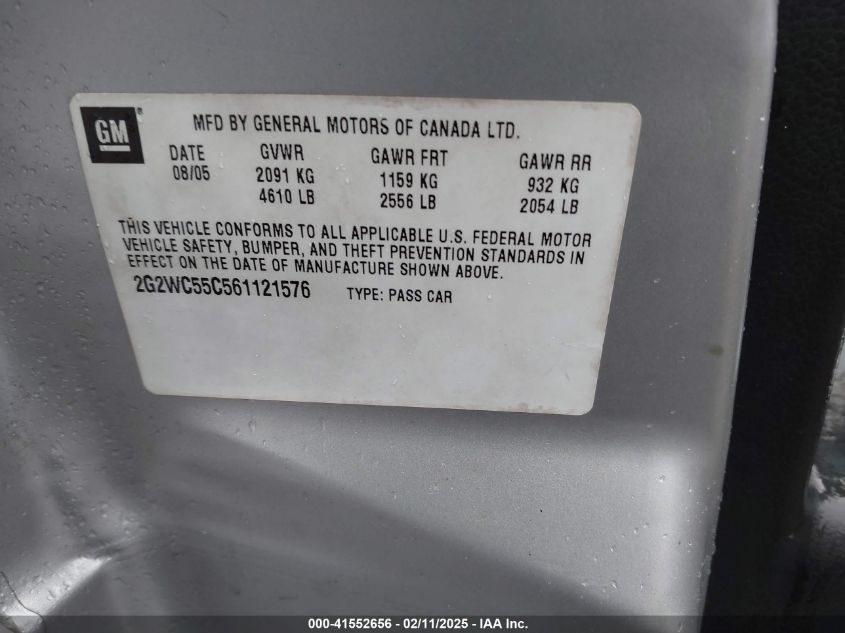 GM®
MFD BY GENERAL MOTORS OF CANADA LTD.
DATE GVWR GAWR FRT GAWR RR
08/05 2091 KG 1159 KG 932 KG
4610 LB 2556 LB 2054 LB
THIS VEHICLE CONFORMS TO ALL APPLICABLE U.S. FEDERAL MOTOR
VEHICLE SAFETY, BUMPER, AND THEFT PREVENTION STANDARDS IN
EFFECT ON THE DATE OF MANUFACTURE SHOWN ABOVE.
2G2WC55C561121576 TYPE: PASS CAR
000-41552656 - 02/11/2025 - IAA Inc.